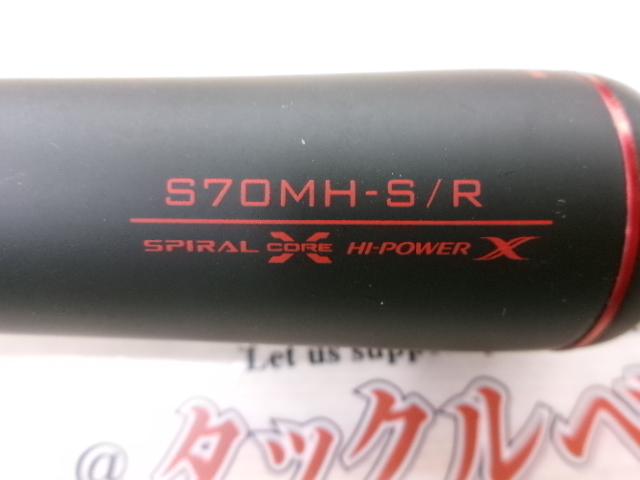 S70MH-S/R
SPIRAL X CORE HI-POWER X
Let us supp
@ タックルベ